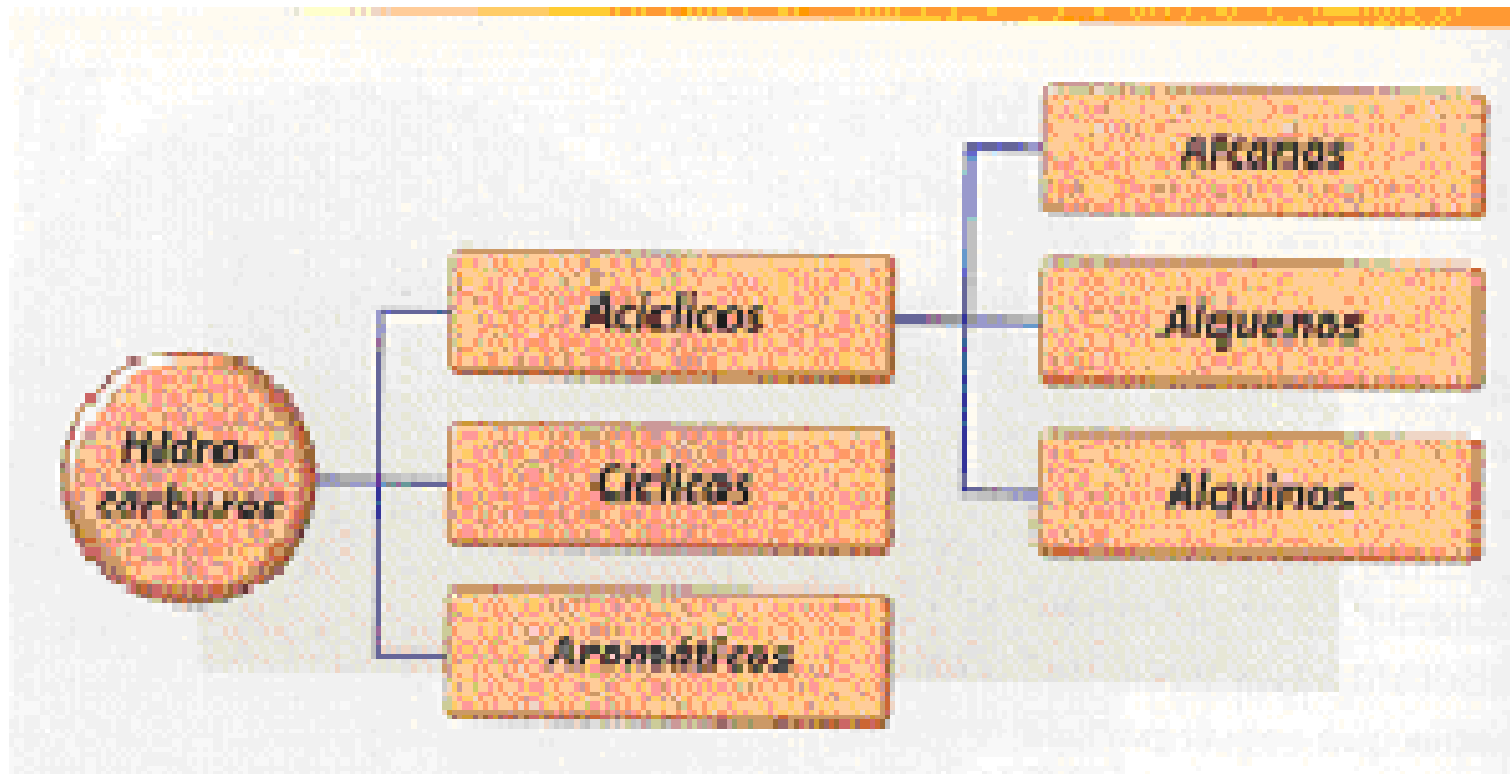 Alcanos
Acíclicos
Alquenos
Hidro-
carburos
Cíclicos
Alquinos
Aromáticos